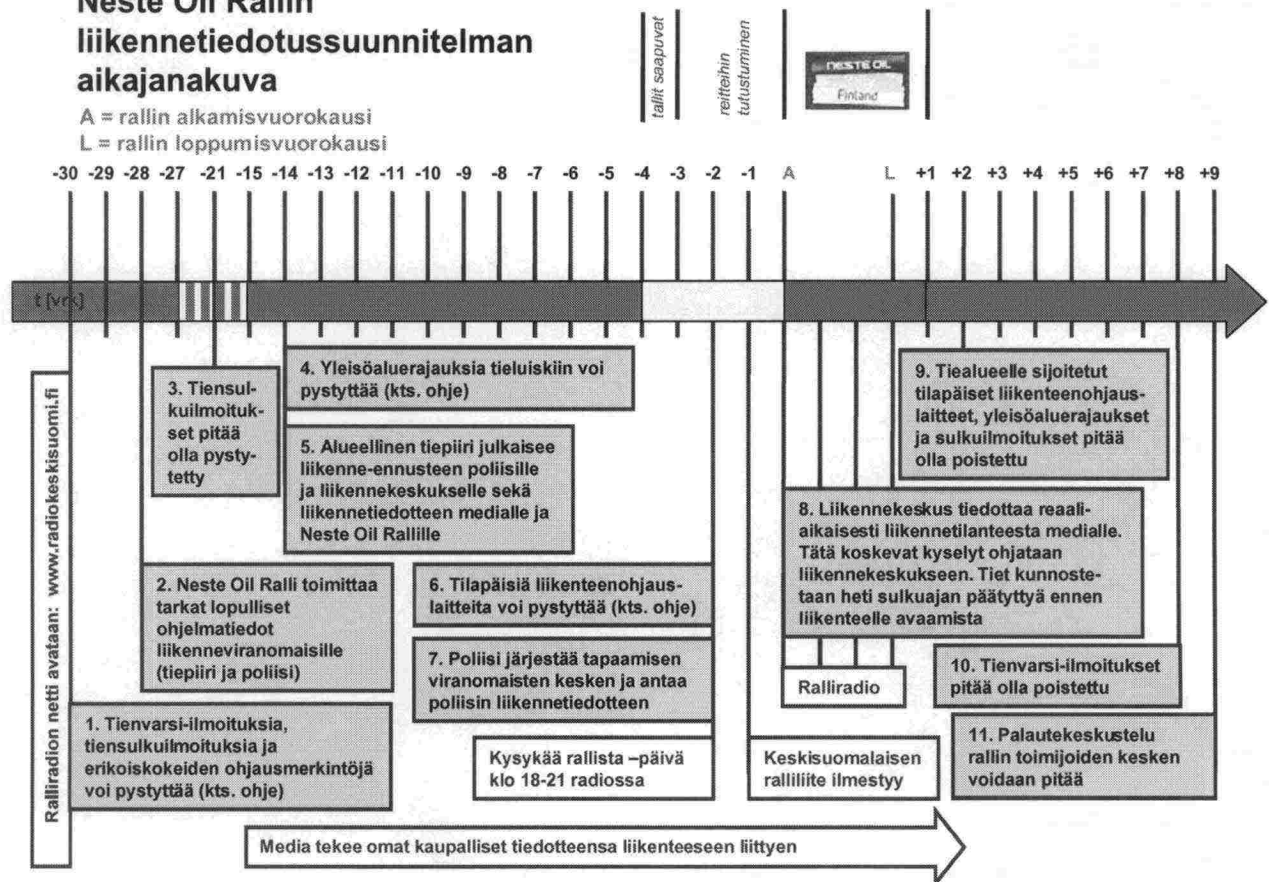 Neste Oil Rallin
liikennetiedotussuunnitelman
aikajanakuva
A = rallin alkamisvuorokausi
L = rallin loppumisvuorokausi
tallit saapuvat
reitteihin
tutustuminen
NESTE OIL
Finland
-30 -29 -28 -27 -21 -15 -14 -13 -12 -11 -10 -9 -8 -7 -6 -5 -4 -3 -2 -1 A L +1 +2 +3 +4 +5 +6 +7 +8 +9
t [vrk]
Ralliradion netti avataan: www.radiokeskisuomi.fi
3. Tiensul-
kuilmoituk-
set pitää
olla pysty-
tetty
4. Yleisöaluerajauksia tieluiskiin voi
pystyttää (kts. ohje)
5. Alueellinen tiepiiri julkaisee
liikenne-ennusteen poliisille
ja liikennekeskukselle sekä
liikennetiedotteen medialle ja
Neste Oil Rallille
2. Neste Oil Ralli toimittaa
tarkat lopulliset
ohjelmatiedot
liikenneviranomaisille
(tiepiiri ja poliisi)
6. Tilapäisiä liikenteenohjaus-
laitteita voi pystyttää (kts. ohje)
7. Poliisi järjestää tapaamisen
viranomaisten kesken ja antaa
poliisin liikennetiedotteen
1. Tienvarsi-ilmoituksia,
tiensulkuilmoituksia ja
erikoiskokeiden ohjausmerkintöjä
voi pystyttää (kts. ohje)
Kysykää rallista –päivä
klo 18-21 radiossa
9. Tiealueelle sijoitetut
tilapäiset liikenteenohjaus-
laitteet, yleisöaluerajaukset
ja sulkuilmoitukset pitää
olla poistettu
8. Liikennekeskus tiedottaa reaali-
aikaisesti liikennetilanteesta medialle.
Tätä koskevat kyselyt ohjataan
liikennekeskukseen. Tiet kunnoste-
taan heti sulkuajan päätyttyä ennen
liikenteelle avaamista
Ralliradio
10. Tienvarsi-ilmoitukset
pitää olla poistettu
Keskisuomalaisen
ralliliite ilmestyy
11. Palautekeskustelu
rallin toimijoiden kesken
voidaan pitää
Media tekee omat kaupalliset tiedotteensa liikenteeseen liittyen